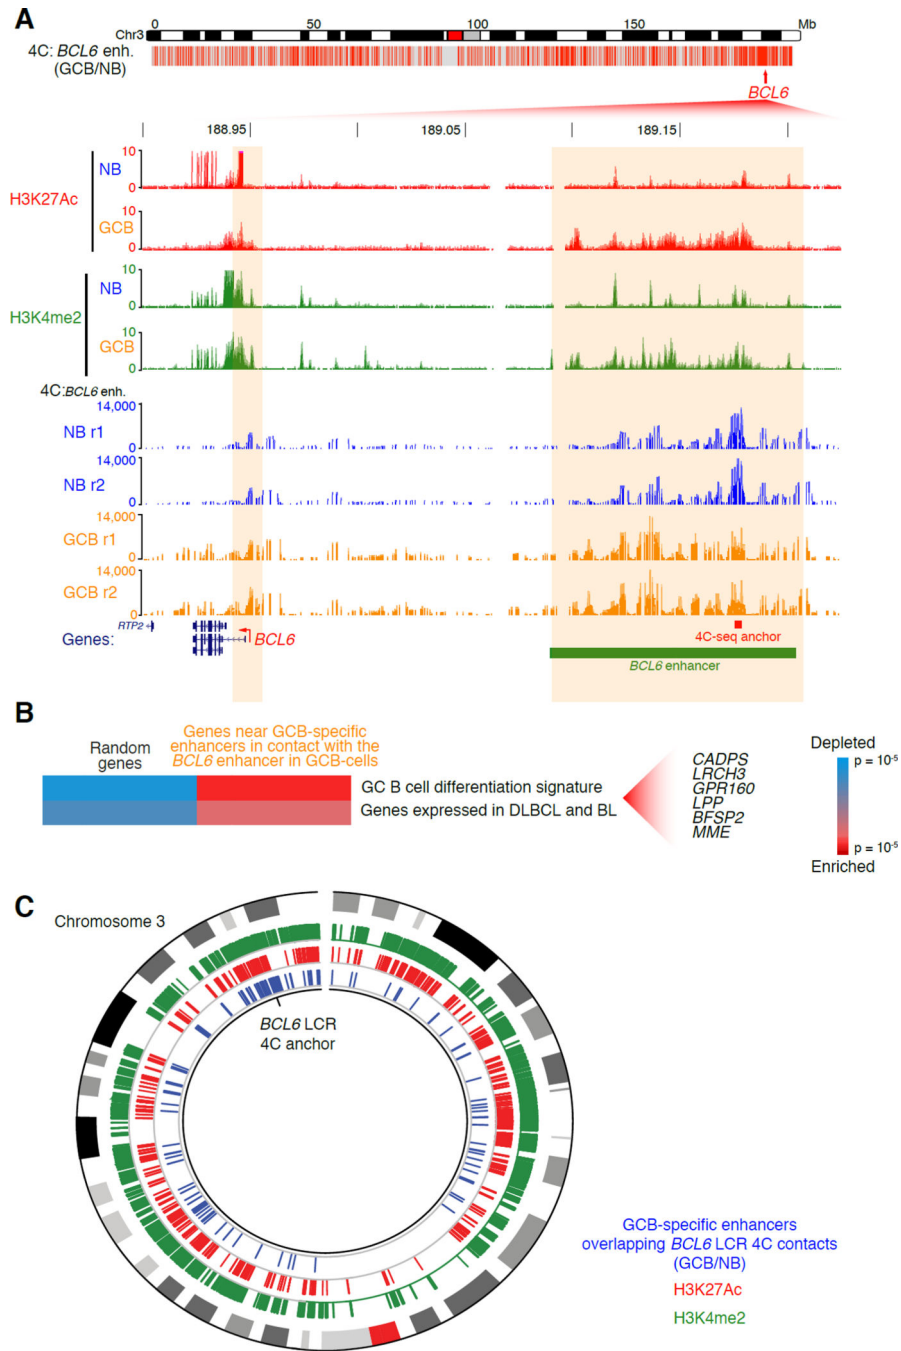 A
0 50 100 150 Mb
Chr3
4C: BCL6 enh.
(GCB/NB)
BCL6
188.95 189.05 189.15
10
NB
0
H3K27Ac
10
GCB
0
10
NB
0
H3K4me2
10
GCB
0
4C:BCL6 enh.
14,000
NB r1
0
14,000
NB r2
0
14,000
GCB r1
0
14,000
GCB r2
0
RTP2
Genes:
BCL6
4C-seq anchor
BCL6 enhancer
B
Random
genes
Genes near GCB-specific
enhancers in contact with the
BCL6 enhancer in GCB-cells
GC B cell differentiation signature
Genes expressed in DLBCL and BL
CADPS
LRCH3
GPR160
LPP
BFSP2
MME
Depleted
p = 10-5
p = 10-5
Enriched
C
Chromosome 3
BCL6 LCR
4C anchor
GCB-specific enhancers
overlapping BCL6 LCR 4C contacts
(GCB/NB)
H3K27Ac
H3K4me2